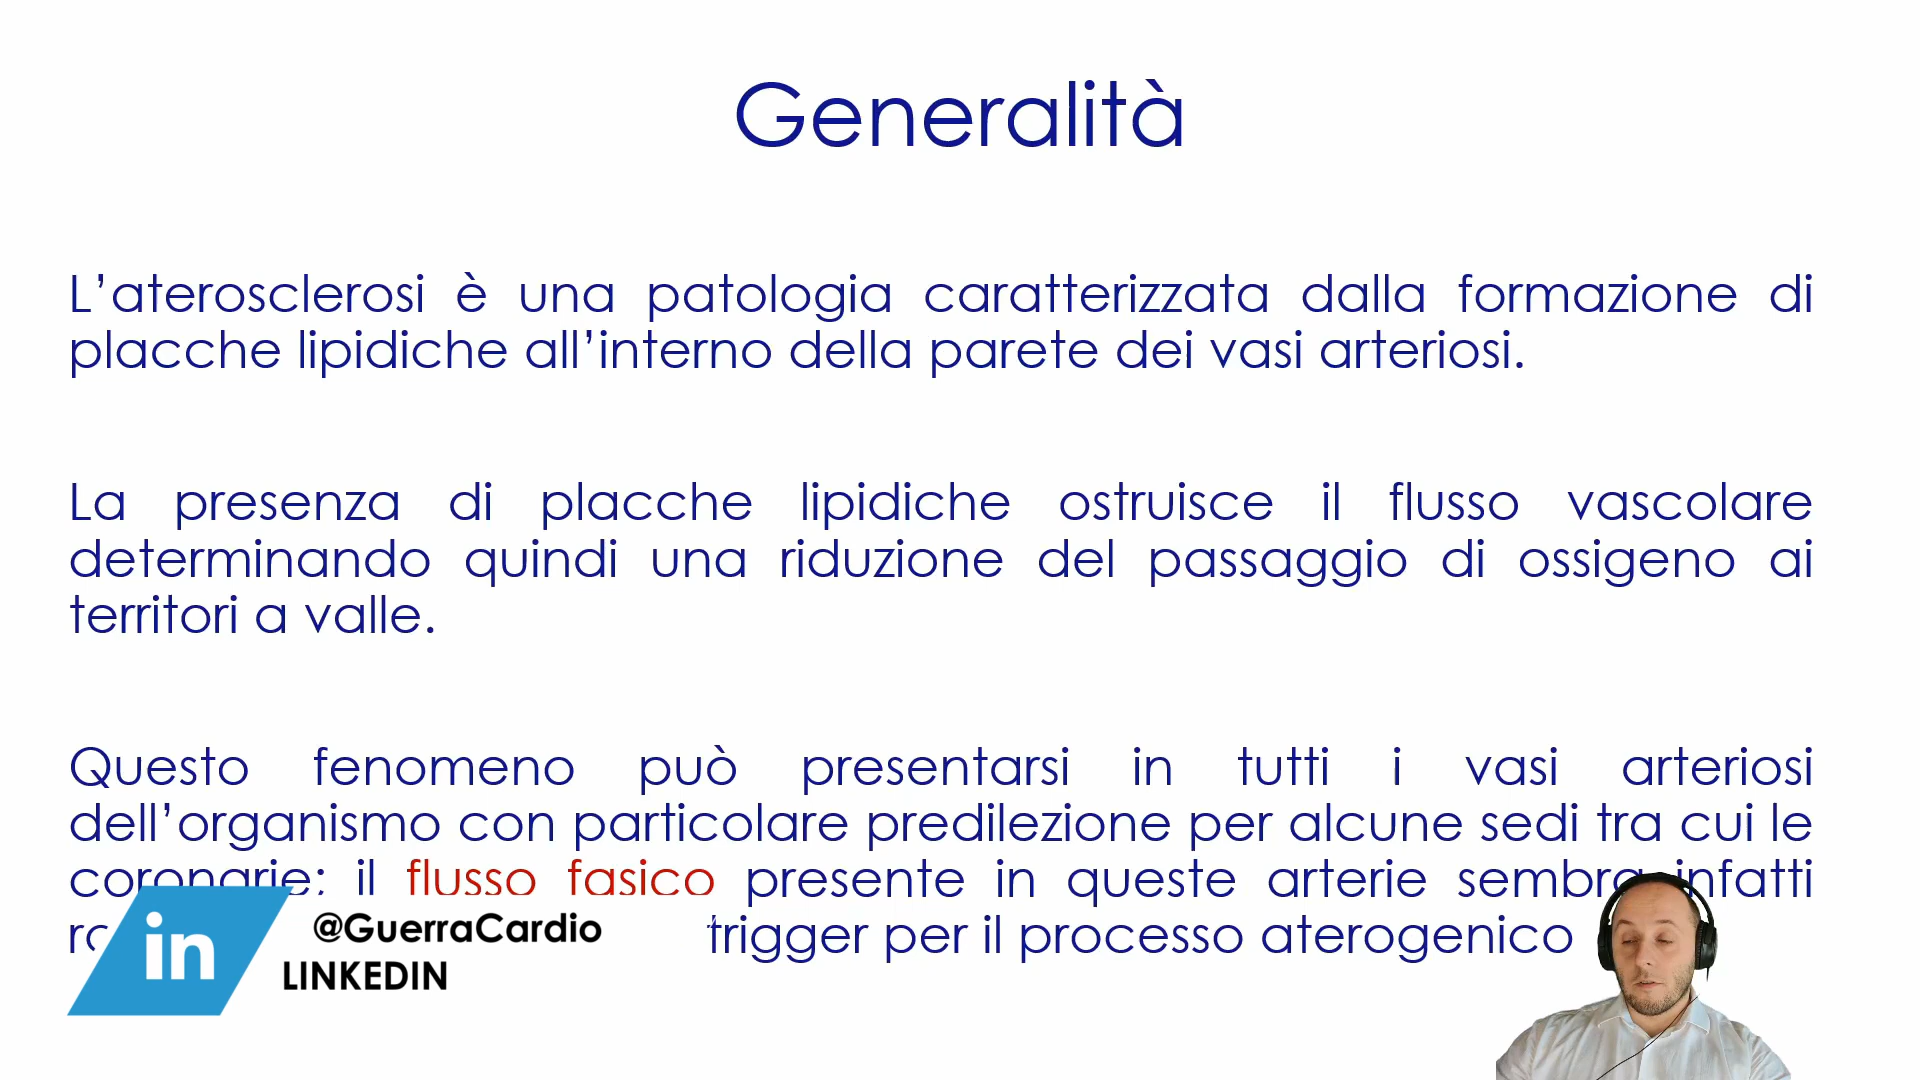 Generalità
L’aterosclerosi è una patologia caratterizzata dalla formazione di
placche lipidiche all’interno della parete dei vasi arteriosi.
La presenza di placche lipidiche ostruisce il flusso vascolare
determinando quindi una riduzione del passaggio di ossigeno ai
territori a valle.
Questo fenomeno può presentarsi in tutti i vasi arteriosi
dell’organismo con particolare predilezione per alcune sedi tra cui le
coronarie: il flusso fasico presente in queste arterie sembra infatti
trigger per il processo aterogenico
in @GuerraCardio
LINKEDIN